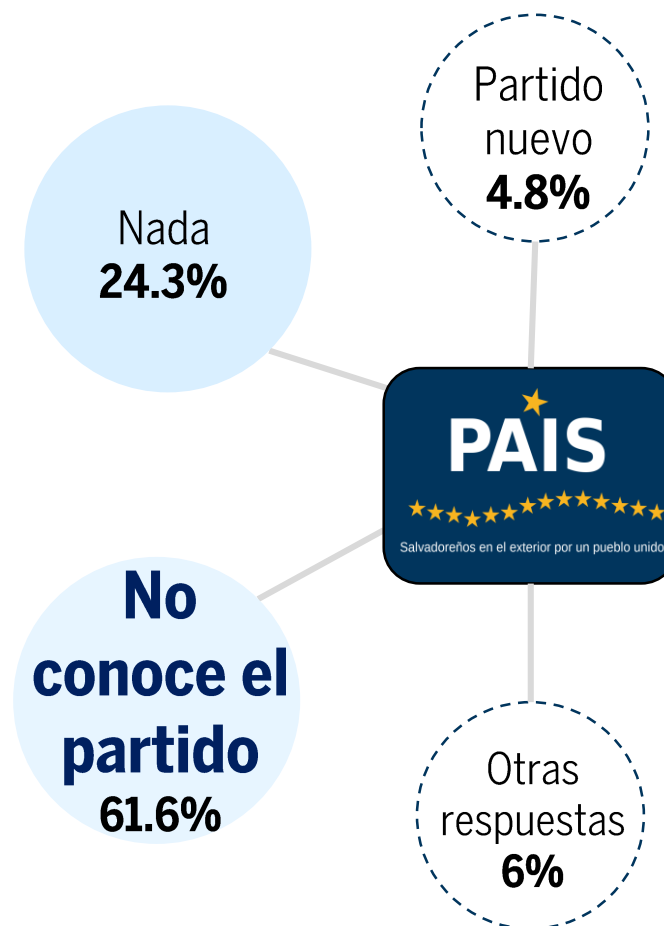 Partido
nuevo
4.8%
Nada
24.3%
PAIS
Salvadoreños en el exterior por un pueblo unido
No
conoce el
partido
61.6%
Otras
respuestas
6%